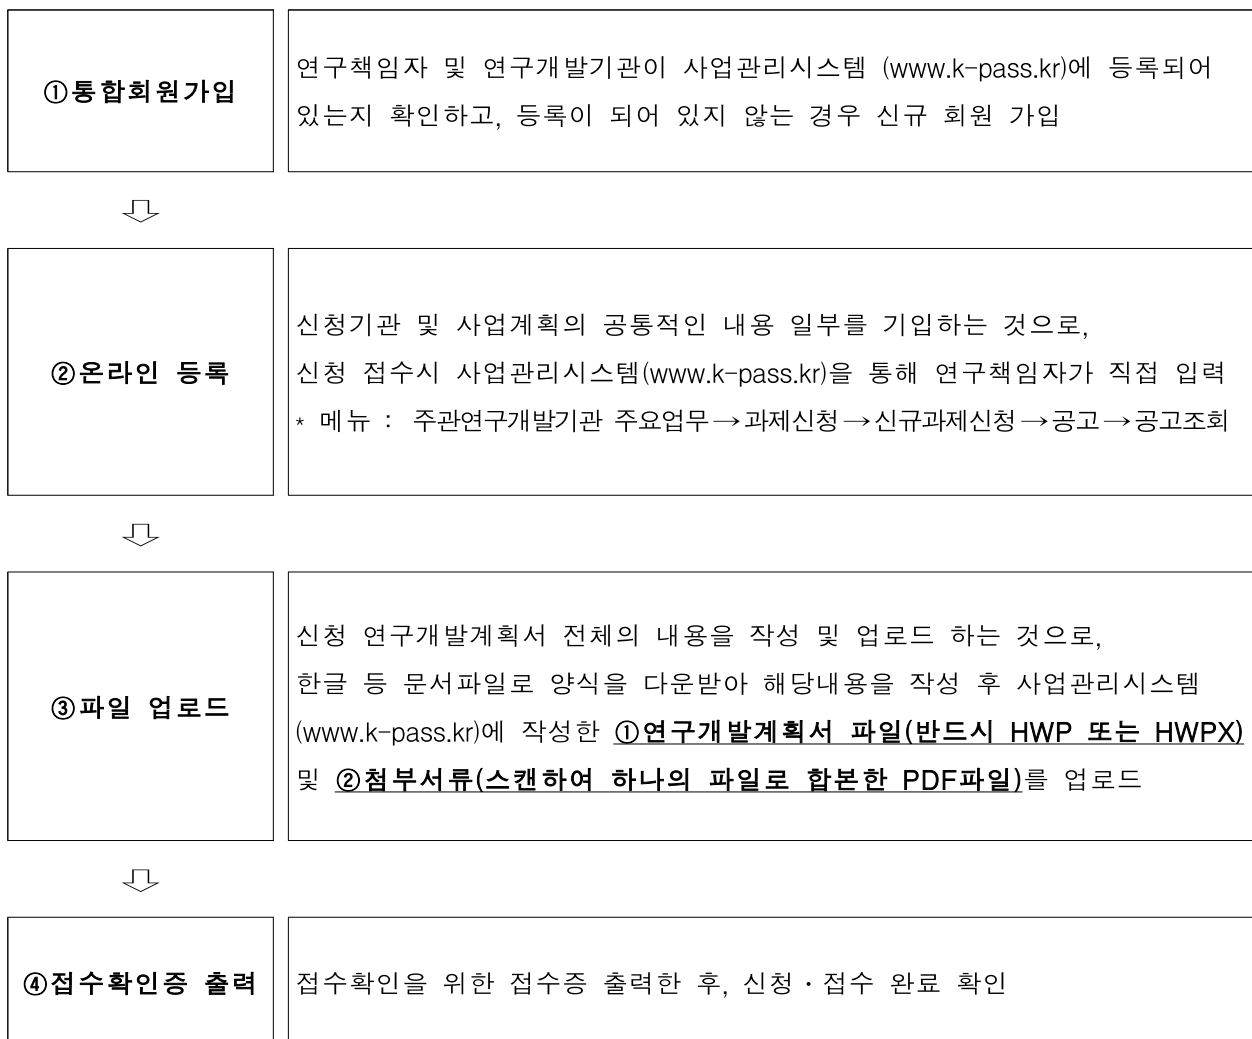 ①통합회원가입
연구책임자 및 연구개발기관이 사업관리시스템 (www.k-pass.kr)에 등록되어
있는지 확인하고, 등록이 되어 있지 않는 경우 신규 회원 가입
②온라인 등록
신청기관 및 사업계획의 공통적인 내용 일부를 기입하는 것으로,
신청 접수시 사업관리시스템(www.k-pass.kr)을 통해 연구책임자가 직접 입력
* 메뉴 : 주관연구개발기관 주요업무→과제신청→신규과제신청→공고→공고조회
③파일 업로드
신청 연구개발계획서 전체의 내용을 작성 및 업로드 하는 것으로,
한글 등 문서파일로 양식을 다운받아 해당내용을 작성 후 사업관리시스템
(www.k-pass.kr)에 작성한 ①연구개발계획서 파일(반드시 HWP 또는 HWPX)
및 ②첨부서류(스캔하여 하나의 파일로 합본한 PDF파일)를 업로드
④접수확인증 출력
접수확인을 위한 접수증 출력한 후, 신청・접수 완료 확인